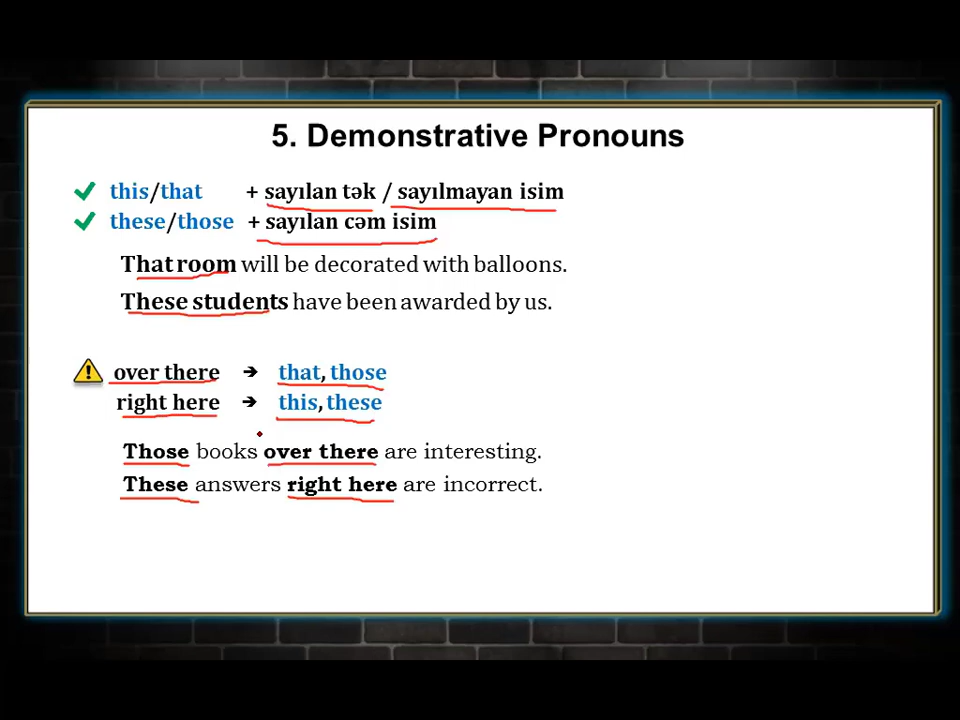 5. Demonstrative Pronouns
this/that + sayılan tək / sayılmayan isim
these/those + sayılan cəm isim
That room will be decorated with balloons.
These students have been awarded by us.
over there ➔ that, those
right here ➔ this, these
Those books over there are interesting.
These answers right here are incorrect.